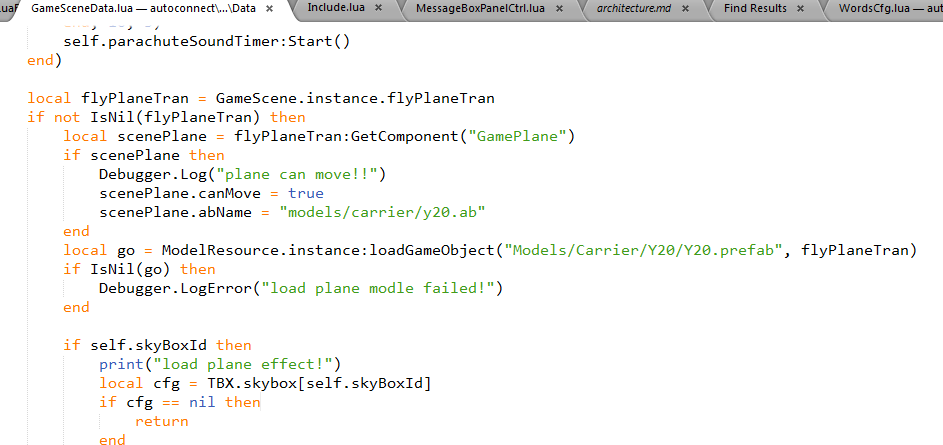 GameSceneData.lua — autoconnect\...\Data × Include.lua × MessageBoxPanelCtrl.lua × architecture.md × Find Results × WordsCfg.lua — aut
self.parachuteSoundTimer:Start()
end)
local flyPlaneTran = GameScene.instance.flyPlaneTran
if not IsNil(flyPlaneTran) then
local scenePlane = flyPlaneTran:GetComponent("GamePlane")
if scenePlane then
Debugger.Log("plane can move!!")
scenePlane.canMove = true
scenePlane.abName = "models/carrier/y20.ab"
end
local go = ModelResource.instance:loadGameObject("Models/Carrier/Y20/Y20.prefab", flyPlaneTran)
if IsNil(go) then
Debugger.LogError("load plane modle failed!")
end
if self.skyBoxId then
print("load plane effect!")
local cfg = TBX.skybox[self.skyBoxId]
if cfg == nil then
return
end